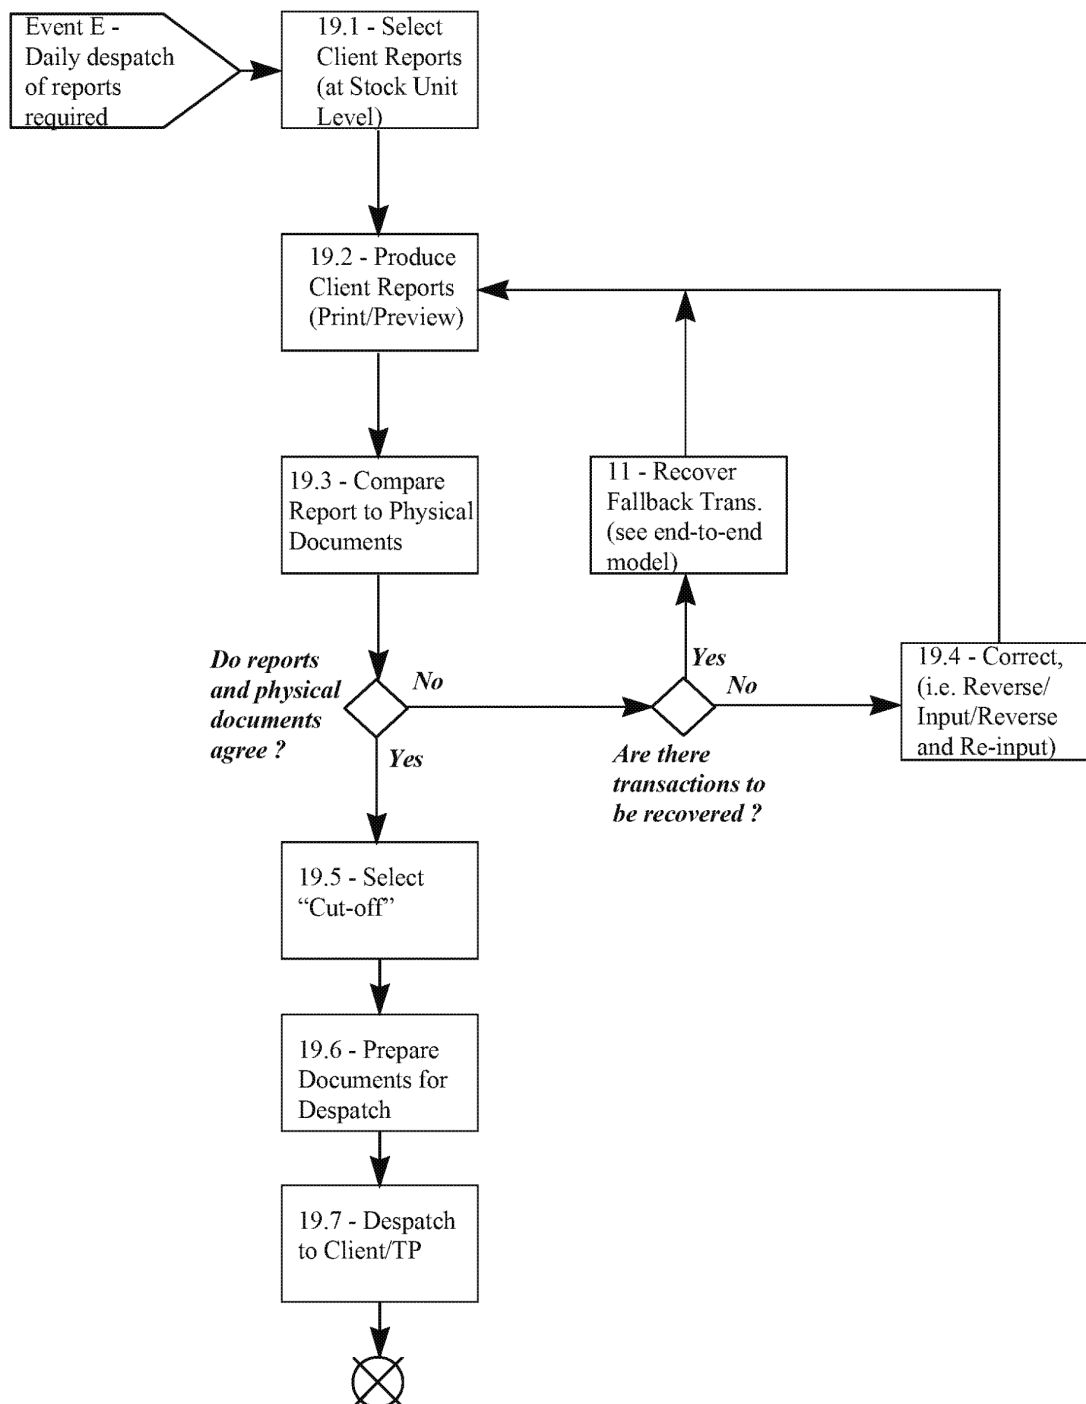 Event E -
Daily despatch
of reports
required
19.1 - Select
Client Reports
(at Stock Unit
Level)
19.2 - Produce
Client Reports
(Print/Preview)
19.3 - Compare
Report to Physical
Documents
11 - Recover
Fallback Trans.
(see end-to-end
model)
Do reports
and physical
documents
agree ?
No
Yes
Yes
No
Are there
transactions to
be recovered ?
19.4 - Correct,
(i.e. Reverse/
Input/Reverse
and Re-input)
19.5 - Select
“Cut-off”
19.6 - Prepare
Documents for
Despatch
19.7 - Despatch
to Client/TP